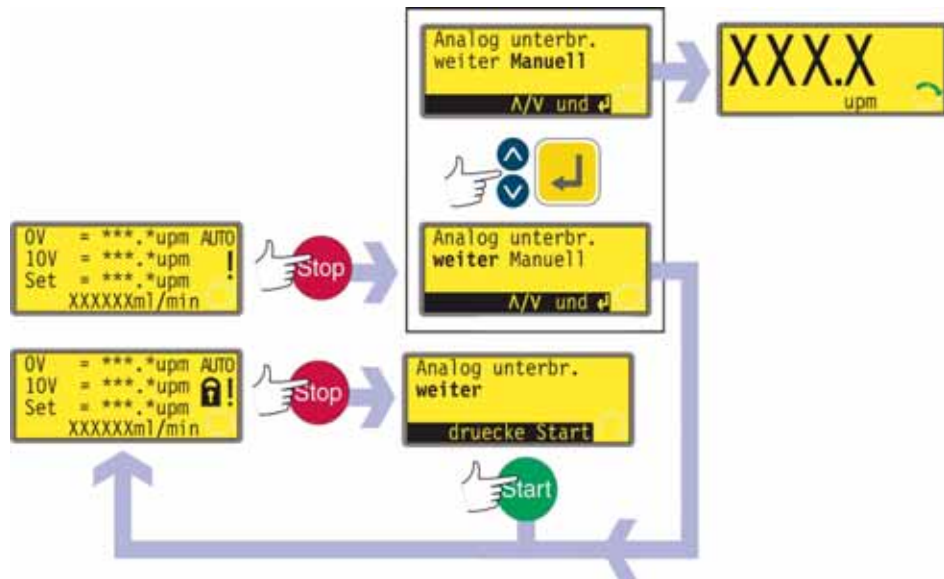 Analog unterbr.
weiter Manuell
Λ/V und ↵
XXX.X
upm
0V = ***.*upm AUTO
10V = ***.*upm !
Set = ***.*upm
XXXXXXml/min
Stop
Analog unterbr.
weiter Manuell
Λ/V und ↵
0V = ***.*upm AUTO
10V = ***.*upm !
Set = ***.*upm
XXXXXXml/min
Stop
Analog unterbr.
weiter
druecke Start
Start